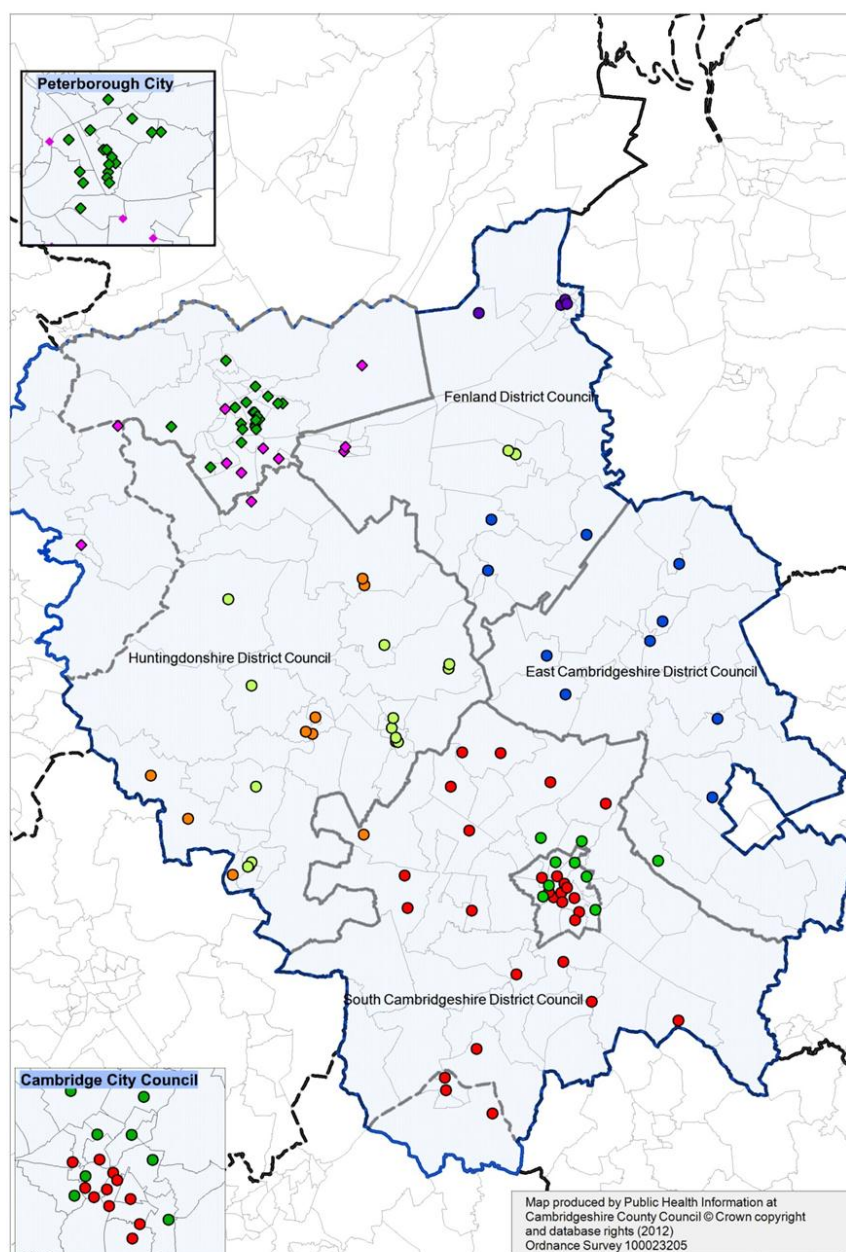 Peterborough City
Fenland District Council
Huntingdonshire District Council
East Cambridgeshire District Council
South Cambridgeshire District Council
Cambridge City Council
Map produced by Public Health Information at
Cambridgeshire County Council © Crown copyright
and database rights (2012)
Ordnance Survey 100023205